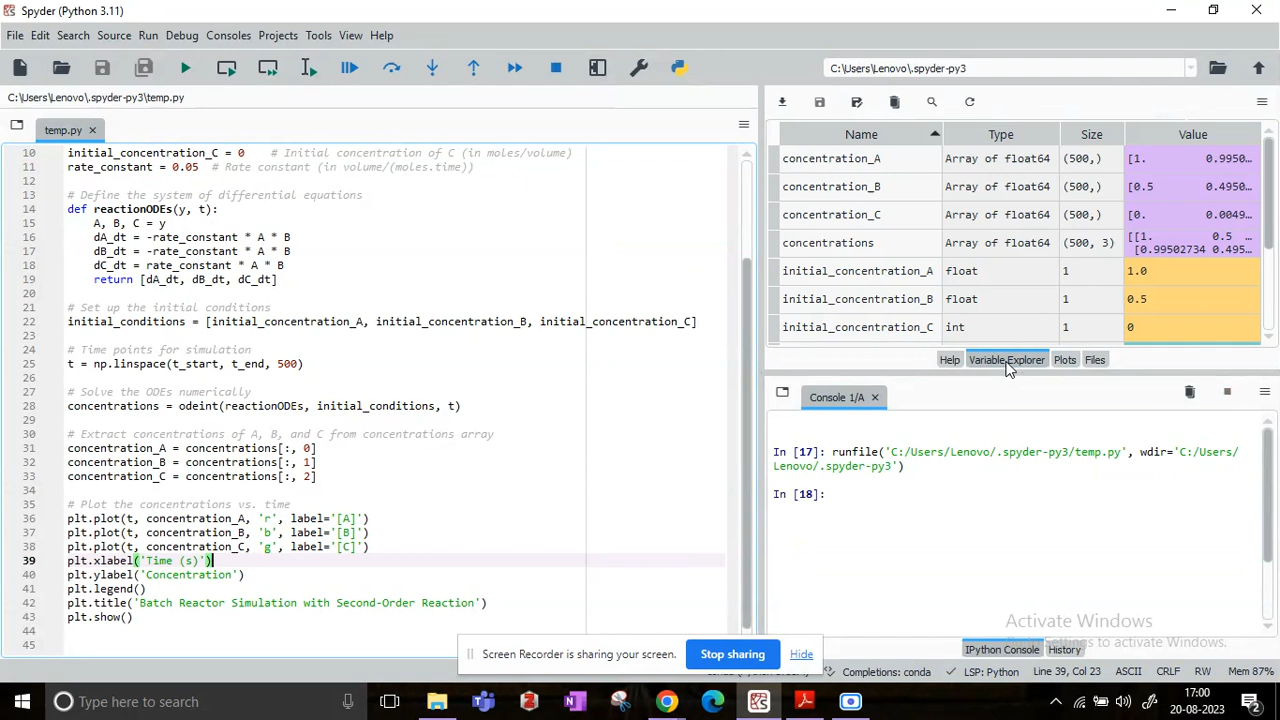 Spyder (Python 3.11)
File Edit Search Source Run Debug Consoles Projects Tools View Help
C:\Users\Lenovo\.spyder-py3
C:\Users\Lenovo\.spyder-py3\temp.py
temp.py
10 initial_concentration_C = 0 # Initial concentration of C (in moles/volume)
11 rate_constant = 0.05 # Rate constant (in volume/(moles.time))
12
13 # Define the system of differential equations
14 def reactionODEs(y, t):
15 A, B, C = y
16 dA_dt = -rate_constant * A * B
17 dB_dt = -rate_constant * A * B
18 dC_dt = rate_constant * A * B
19 return [dA_dt, dB_dt, dC_dt]
20
21 # Set up the initial conditions
22 initial_conditions = [initial_concentration_A, initial_concentration_B, initial_concentration_C]
23
24 # Time points for simulation
25 t = np.linspace(t_start, t_end, 500)
26
27 # Solve the ODEs numerically
28 concentrations = odeint(reactionODEs, initial_conditions, t)
29
30 # Extract concentrations of A, B, and C from concentrations array
31 concentration_A = concentrations[:, 0]
32 concentration_B = concentrations[:, 1]
33 concentration_C = concentrations[:, 2]
34
35 # Plot the concentrations vs. time
36 plt.plot(t, concentration_A, 'r', label='[A]')
37 plt.plot(t, concentration_B, 'b', label='[B]')
38 plt.plot(t, concentration_C, 'g', label='[C]')
39 plt.xlabel('Time (s)')
40 plt.ylabel('Concentration')
41 plt.legend()
42 plt.title('Batch Reactor Simulation with Second-Order Reaction')
43 plt.show()
44
45
Name Type Size Value
concentration_A Array of float64 (500,) [1. 0.9950…
concentration_B Array of float64 (500,) [0.5 0.4950…
concentration_C Array of float64 (500,) [0. 0.0049…
concentrations Array of float64 (500, 3) [[1. 0.5 …
[0.99502734 0.495…
initial_concentration_A float 1 1.0
initial_concentration_B float 1 0.5
initial_concentration_C int 1 0
Help Variable Explorer Plots Files
Console 1/A
In [17]: runfile('C:/Users/Lenovo/.spyder-py3/temp.py', wdir='C:/Users/
Lenovo/.spyder-py3')
In [18]:
Activate Windows
Settings to activate Windows.
IPython Console History
Screen Recorder is sharing your screen. Stop sharing Hide
Completions: conda LSP: Python Line 39, Col 23 ASCII CRLF RW Mem 87%
Type here to search
17:00
20-08-2023
2